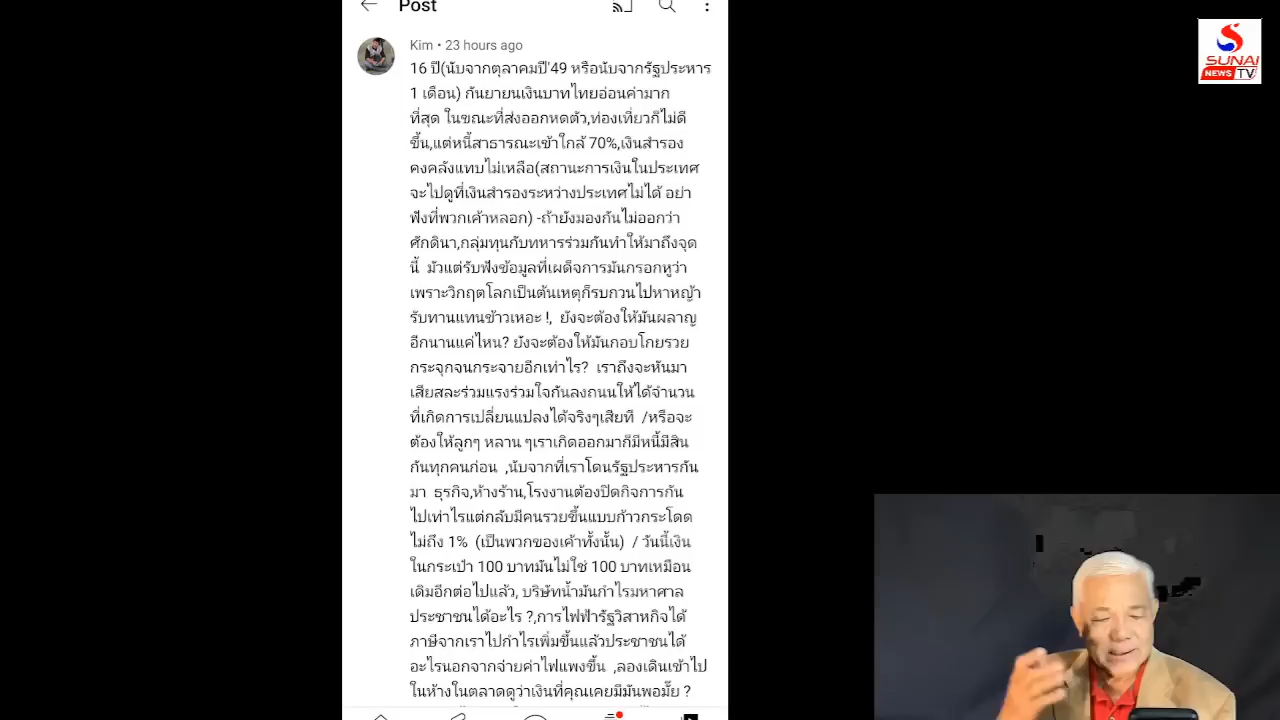 Post
SUNAI
NEWS TV
Kim • 23 hours ago
16 ปี(นับจากตุลาคมปี'49 หรือนับจากรัฐประหาร
1 เดือน) กันยายนเงินบาทไทยอ่อนค่ามาก
ที่สุด ในขณะที่ส่งออกหดตัว,ท่องเที่ยวก็ไม่ดี
ขึ้น,แต่หนี้สาธารณะเข้าใกล้ 70%,เงินสำรอง
คงคลังแทบไม่เหลือ(สถานะการเงินในประเทศ
จะไปดูที่เงินสำรองระหว่างประเทศไม่ได้ อย่า
ฟังที่พวกเค้าหลอก) -ถ้ายังมองกันไม่ออกว่า
ศักดินา,กลุ่มทุนกับทหารร่วมกันทำให้มาถึงจุด
นี้ มัวแต่รับฟังข้อมูลที่เผด็จการมันกรอกหูว่า
เพราะวิกฤตโลกเป็นต้นเหตุก็รบกวนไปหาหญ้า
รับทานแทนข้าวเหอะ !, ยังจะต้องให้มันผลาญ
อีกนานแค่ไหน? ยังจะต้องให้มันกอบโกยรวย
กระจุกจนกระจายอีกเท่าไร? เราถึงจะหันมา
เสียสละร่วมแรงร่วมใจกันลงถนนให้ได้จำนวน
ที่เกิดการเปลี่ยนแปลงได้จริงๆเสียที /หรือจะ
ต้องให้ลูกๆ หลาน ๆเราเกิดออกมาก็มีหนี้มีสิน
กันทุกคนก่อน ,นับจากที่เราโดนรัฐประหารกัน
มา ธุรกิจ,ห้างร้าน,โรงงานต้องปิดกิจการกัน
ไปเท่าไรแต่กลับมีคนรวยขึ้นแบบก้าวกระโดด
ไม่ถึง 1% (เป็นพวกของเค้าทั้งนั้น) / วันนี้เงิน
ในกระเป๋า 100 บาทมันไม่ใช่ 100 บาทเหมือน
เดิมอีกต่อไปแล้ว, บริษัทน้ำมันกำไรมหาศาล
ประชาชนได้อะไร ?,การไฟฟ้ารัฐวิสาหกิจได้
ภาษีจากเราไปกำไรเพิ่มขึ้นแล้วประชาชนได้
อะไรนอกจากจ่ายค่าไฟแพงขึ้น ,ลองเดินเข้าไป
ในห้างในตลาดดูว่าเงินที่คุณเคยมีมันพอมั๊ย ?